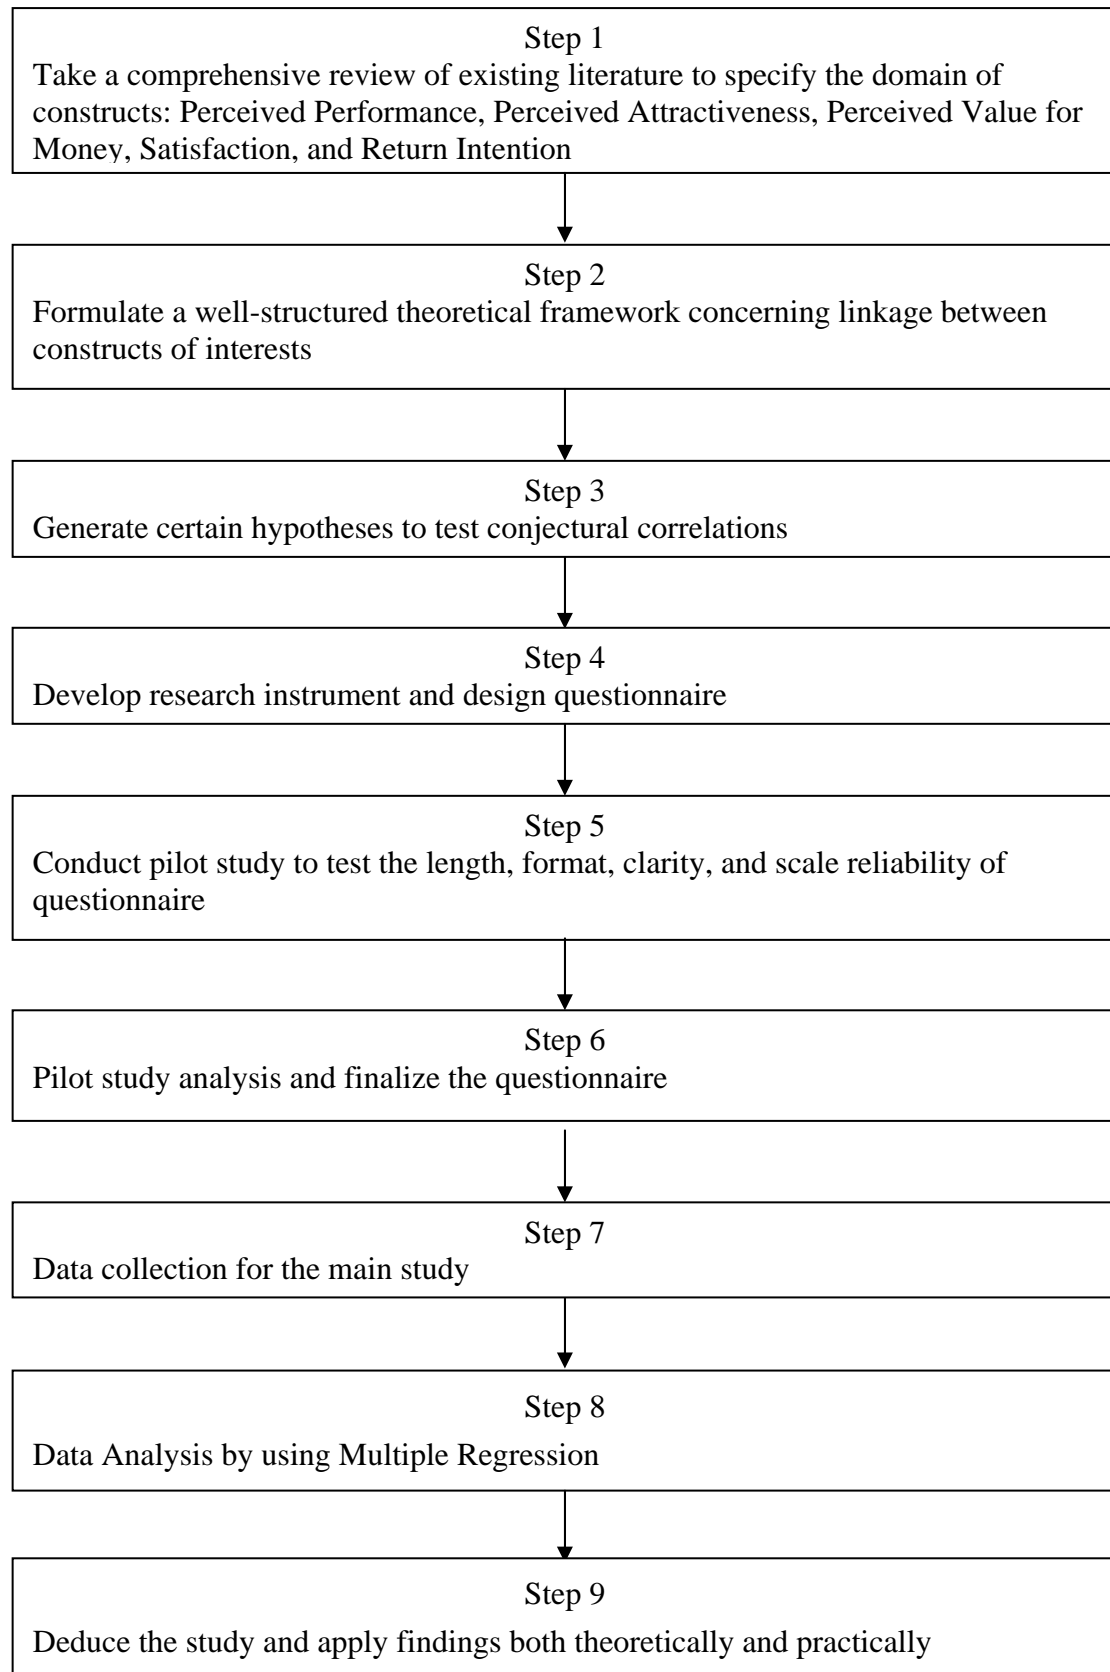 Step 1
Take a comprehensive review of existing literature to specify the domain of
constructs: Perceived Performance, Perceived Attractiveness, Perceived Value for
Money, Satisfaction, and Return Intention
Step 2
Formulate a well-structured theoretical framework concerning linkage between
constructs of interests
Step 3
Generate certain hypotheses to test conjectural correlations
Step 4
Develop research instrument and design questionnaire
Step 5
Conduct pilot study to test the length, format, clarity, and scale reliability of
questionnaire
Step 6
Pilot study analysis and finalize the questionnaire
Step 7
Data collection for the main study
Step 8
Data Analysis by using Multiple Regression
Step 9
Deduce the study and apply findings both theoretically and practically